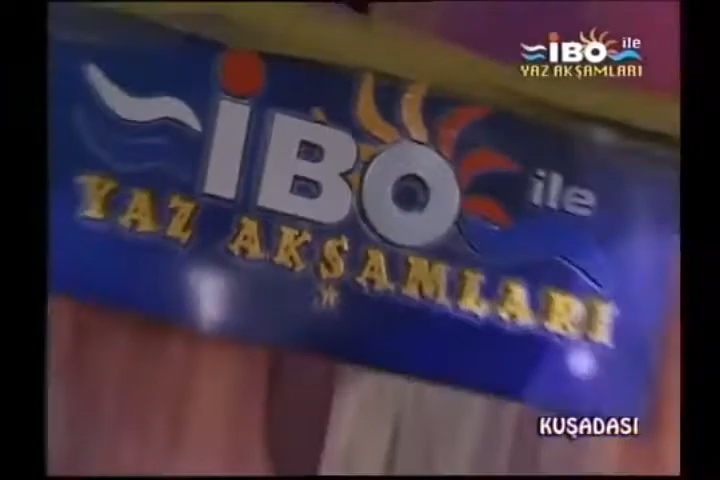 İBO ile
YAZ AKŞAMLARI
İBO ile
YAZ AKŞAMLARI
KUŞADASI